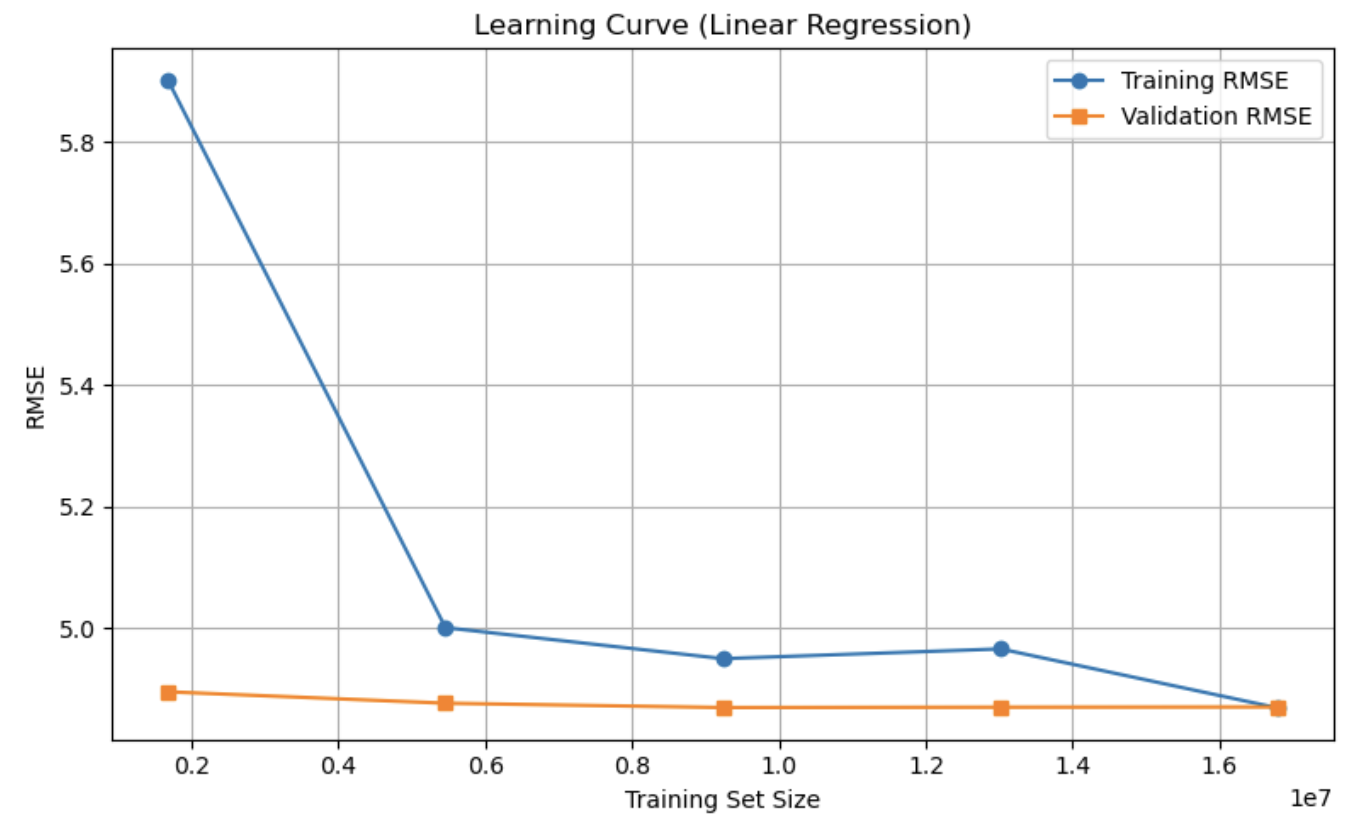 Learning Curve (Linear Regression)
Training RMSE
Validation RMSE
5.8
5.6
5.4
5.2
5.0
RMSE
0.2 0.4 0.6 0.8 1.0 1.2 1.4 1.6
1e7
Training Set Size